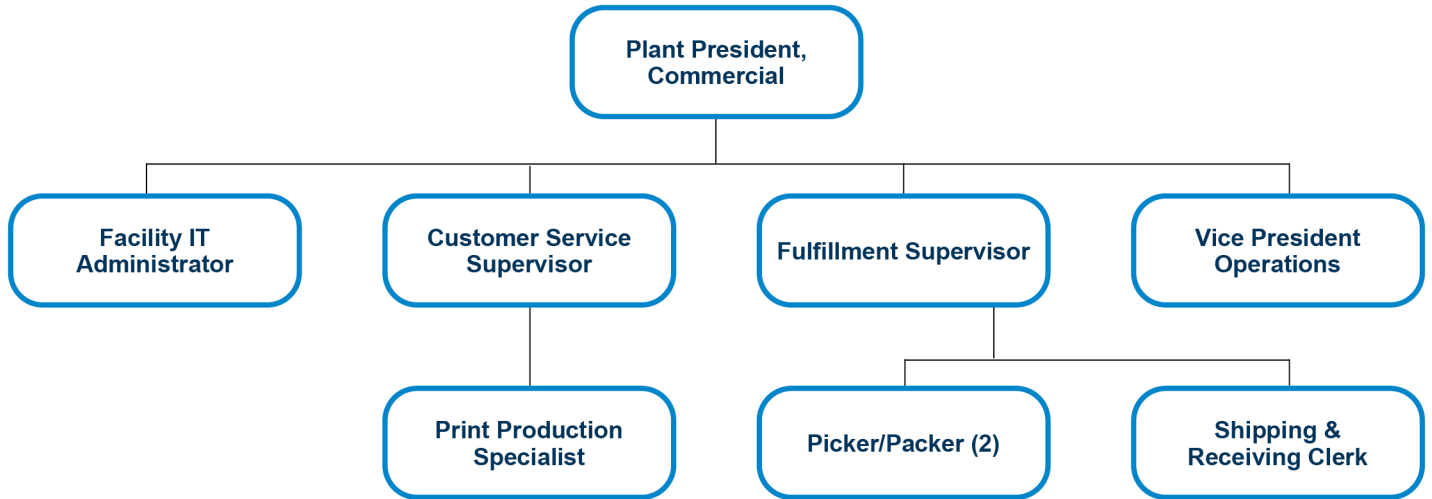 Plant President,
Commercial
Facility IT
Administrator
Customer Service
Supervisor
Fulfillment Supervisor
Vice President
Operations
Print Production
Specialist
Picker/Packer (2)
Shipping &
Receiving Clerk